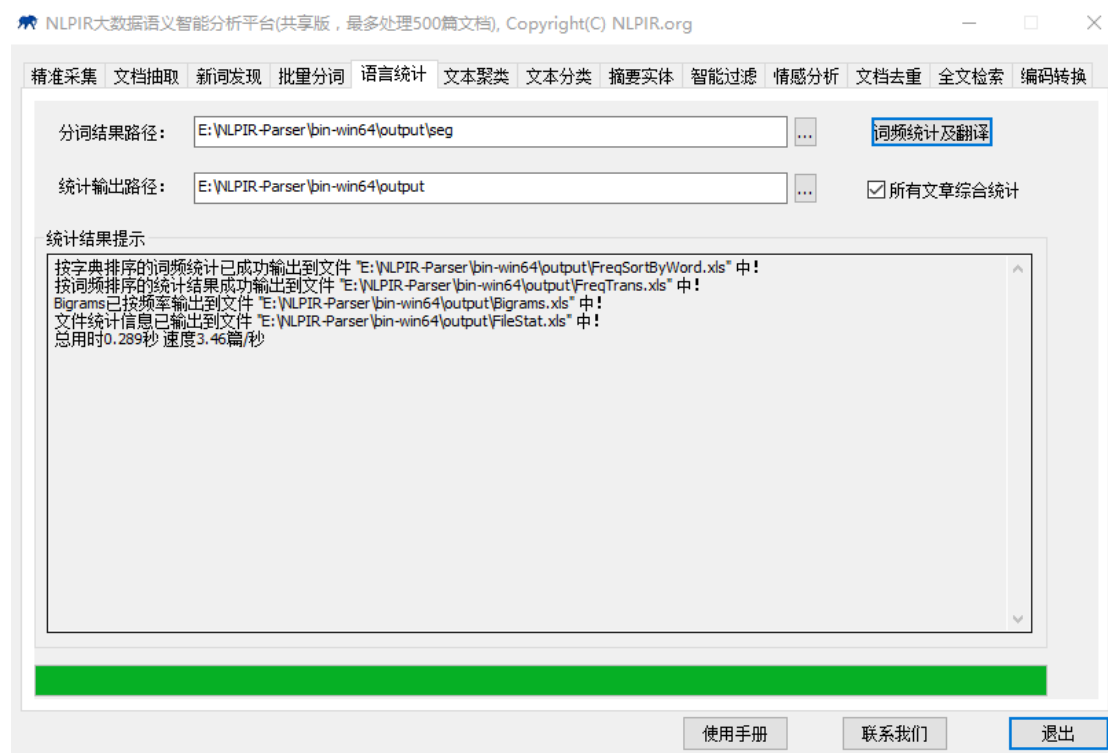 NLPIR大数据语义智能分析平台(共享版，最多处理500篇文档), Copyright(C) NLPIR.org
精准采集 文档抽取 新词发现 批量分词 语言统计 文本聚类 文本分类 摘要实体 智能过滤 情感分析 文档去重 全文检索 编码转换
分词结果路径： E:\NLPIR-Parser\bin-win64\output\seg ... 词频统计及翻译
统计输出路径： E:\NLPIR-Parser\bin-win64\output ... 所有文章综合统计
统计结果提示
按字典排序的词频统计已成功输出到文件 "E:\NLPIR-Parser\bin-win64\output\FreqSortByWord.xls" 中！
按词频排序的统计结果成功输出到文件 "E:\NLPIR-Parser\bin-win64\output\FreqTrans.xls" 中！
Bigrams已按频率输出到文件 "E:\NLPIR-Parser\bin-win64\output\Bigrams.xls" 中！
文件统计信息已输出到文件 "E:\NLPIR-Parser\bin-win64\output\FileStat.xls" 中！
总用时0.289秒 速度3.46篇/秒
使用手册 联系我们 退出